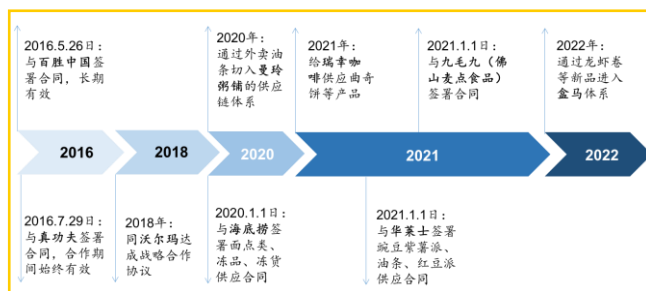 2016.5.26日：
与百胜中国签
署合同，长期
有效
2020年：
通过外卖油
条切入曼玲
粥铺的供应
链体系
2021年：
给瑞幸咖
啡供应曲奇
饼等产品
2021.1.1日：
与九毛九（佛
山麦点食品）
签署合同
2022年：
通过龙虾卷
等新品进入
盒马体系
2016
2018
2020
2021
2022
2016.7.29日：
与真功夫签署
合同，合作期
间始终有效
2018年：
同沃尔玛达
成战略合作
协议
2020.1.1日：
与海底捞签
署面点类、
冻品、冻货
供应合同
2021.1.1日：
与华莱士签署
豌豆紫薯派、
油条、红豆派
供应合同